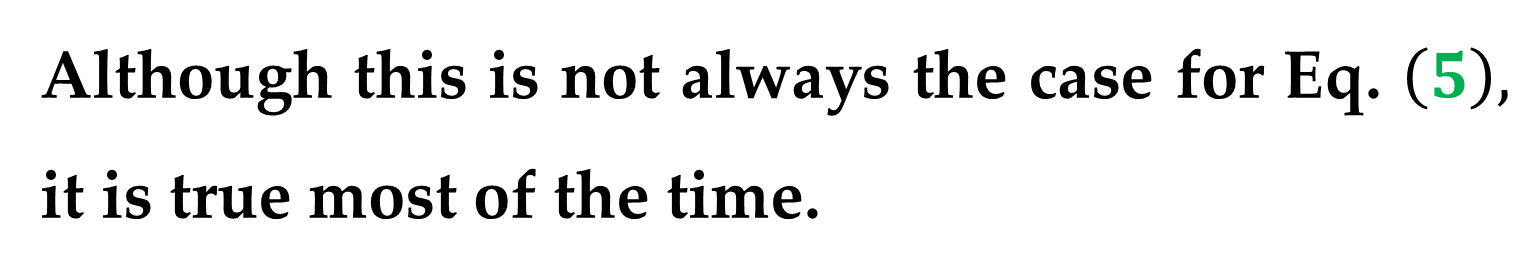 Although this is not always the case for Eq. (5),
it is true most of the time.